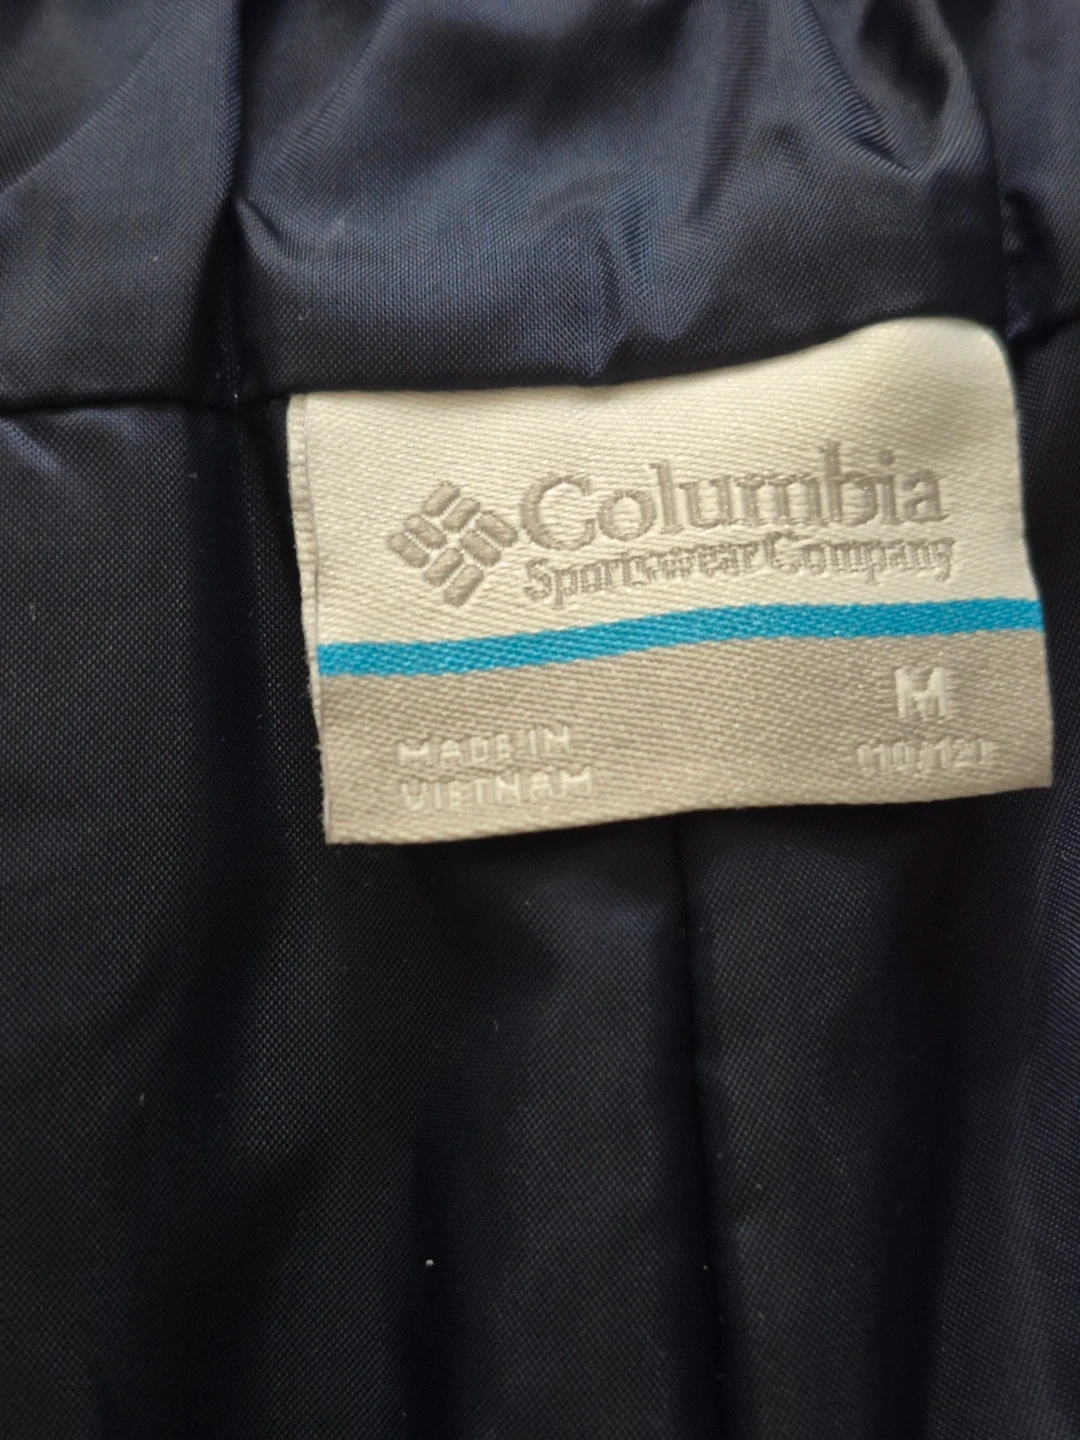 Columbia
Sportswear Company
M
(10/12)
MADE IN
VIETNAM